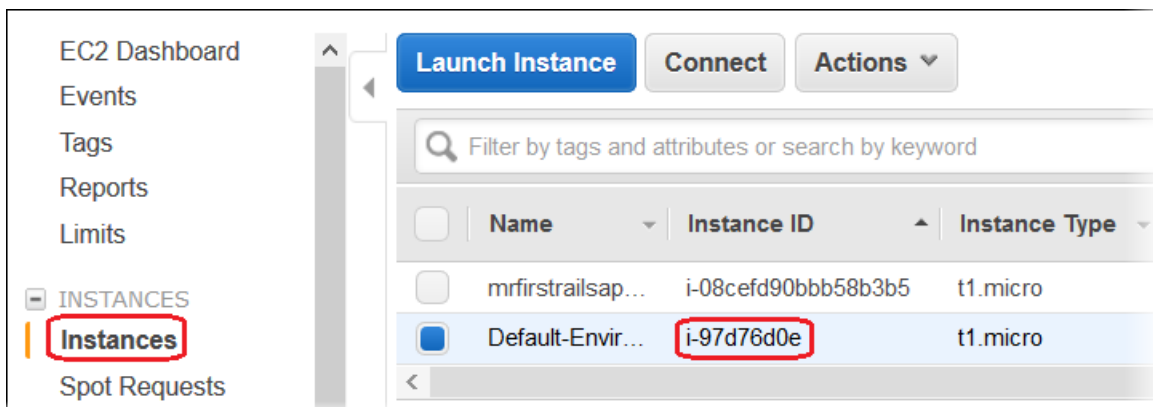 EC2 Dashboard
Events
Tags
Reports
Limits
INSTANCES
Instances
Spot Requests
Launch Instance Connect Actions
Filter by tags and attributes or search by keyword
Name Instance ID Instance Type
mrfirstrailsap... i-08cefd90bbb58b3b5 t1.micro
Default-Envir... i-97d76d0e t1.micro